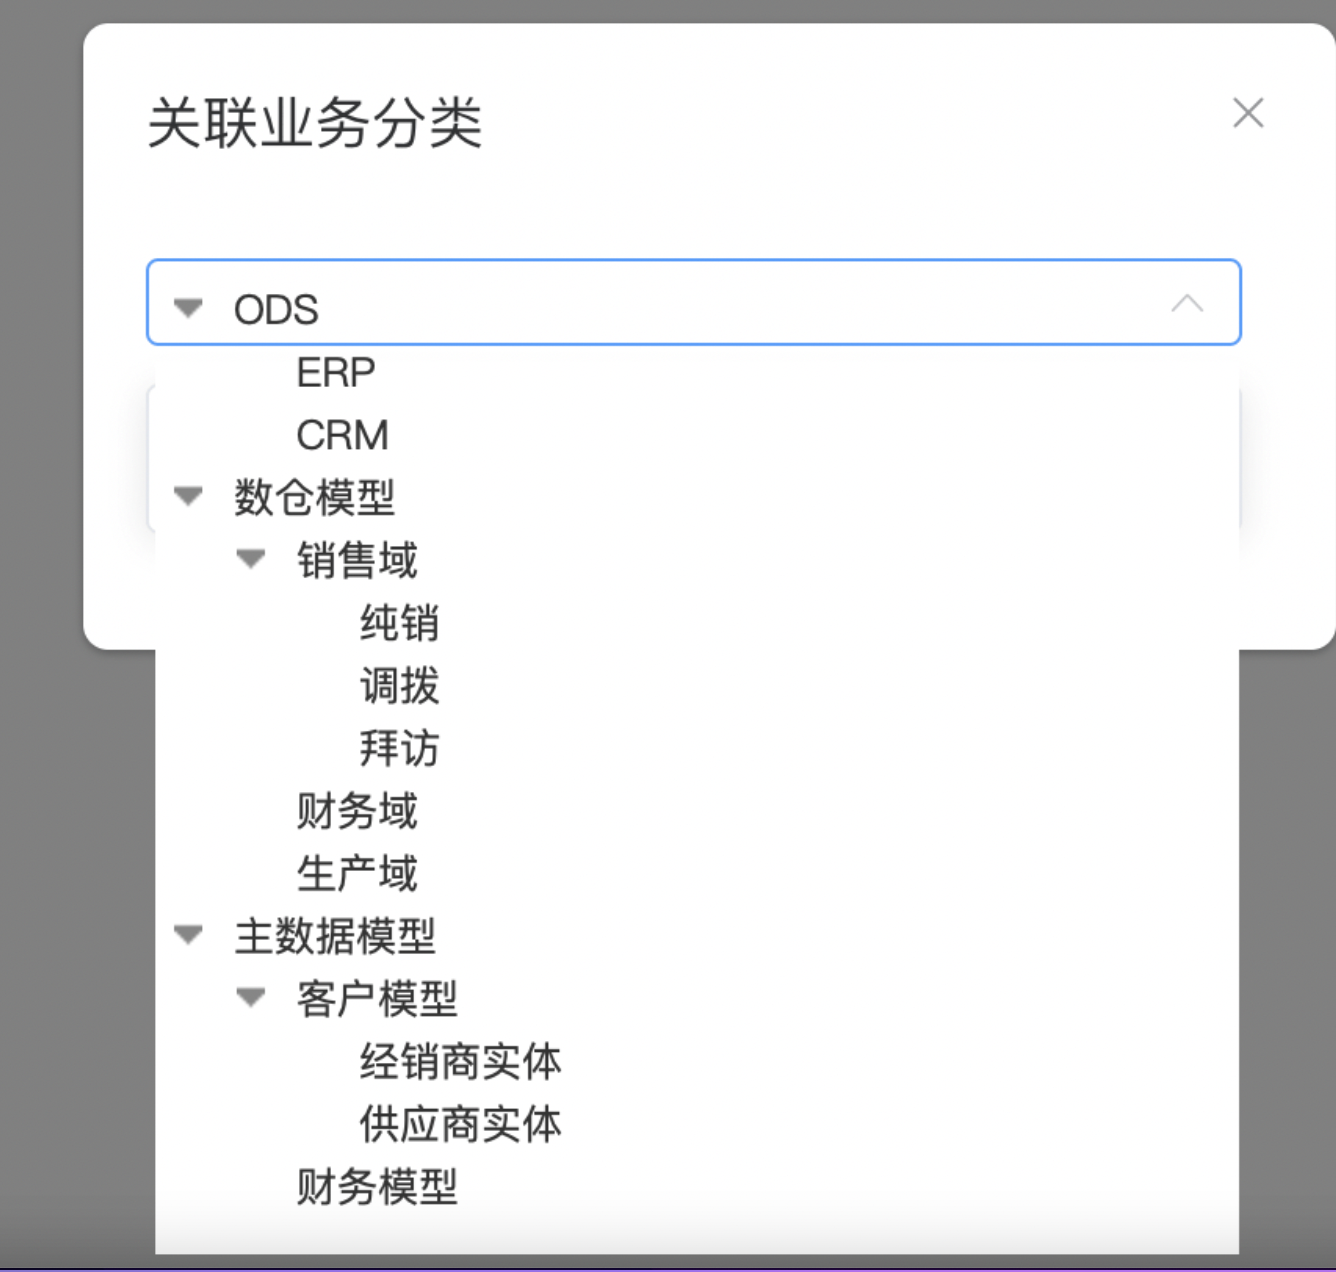 关联业务分类
ODS
ERP
CRM
数仓模型
销售域
纯销
调拨
拜访
财务域
生产域
主数据模型
客户模型
经销商实体
供应商实体
财务模型